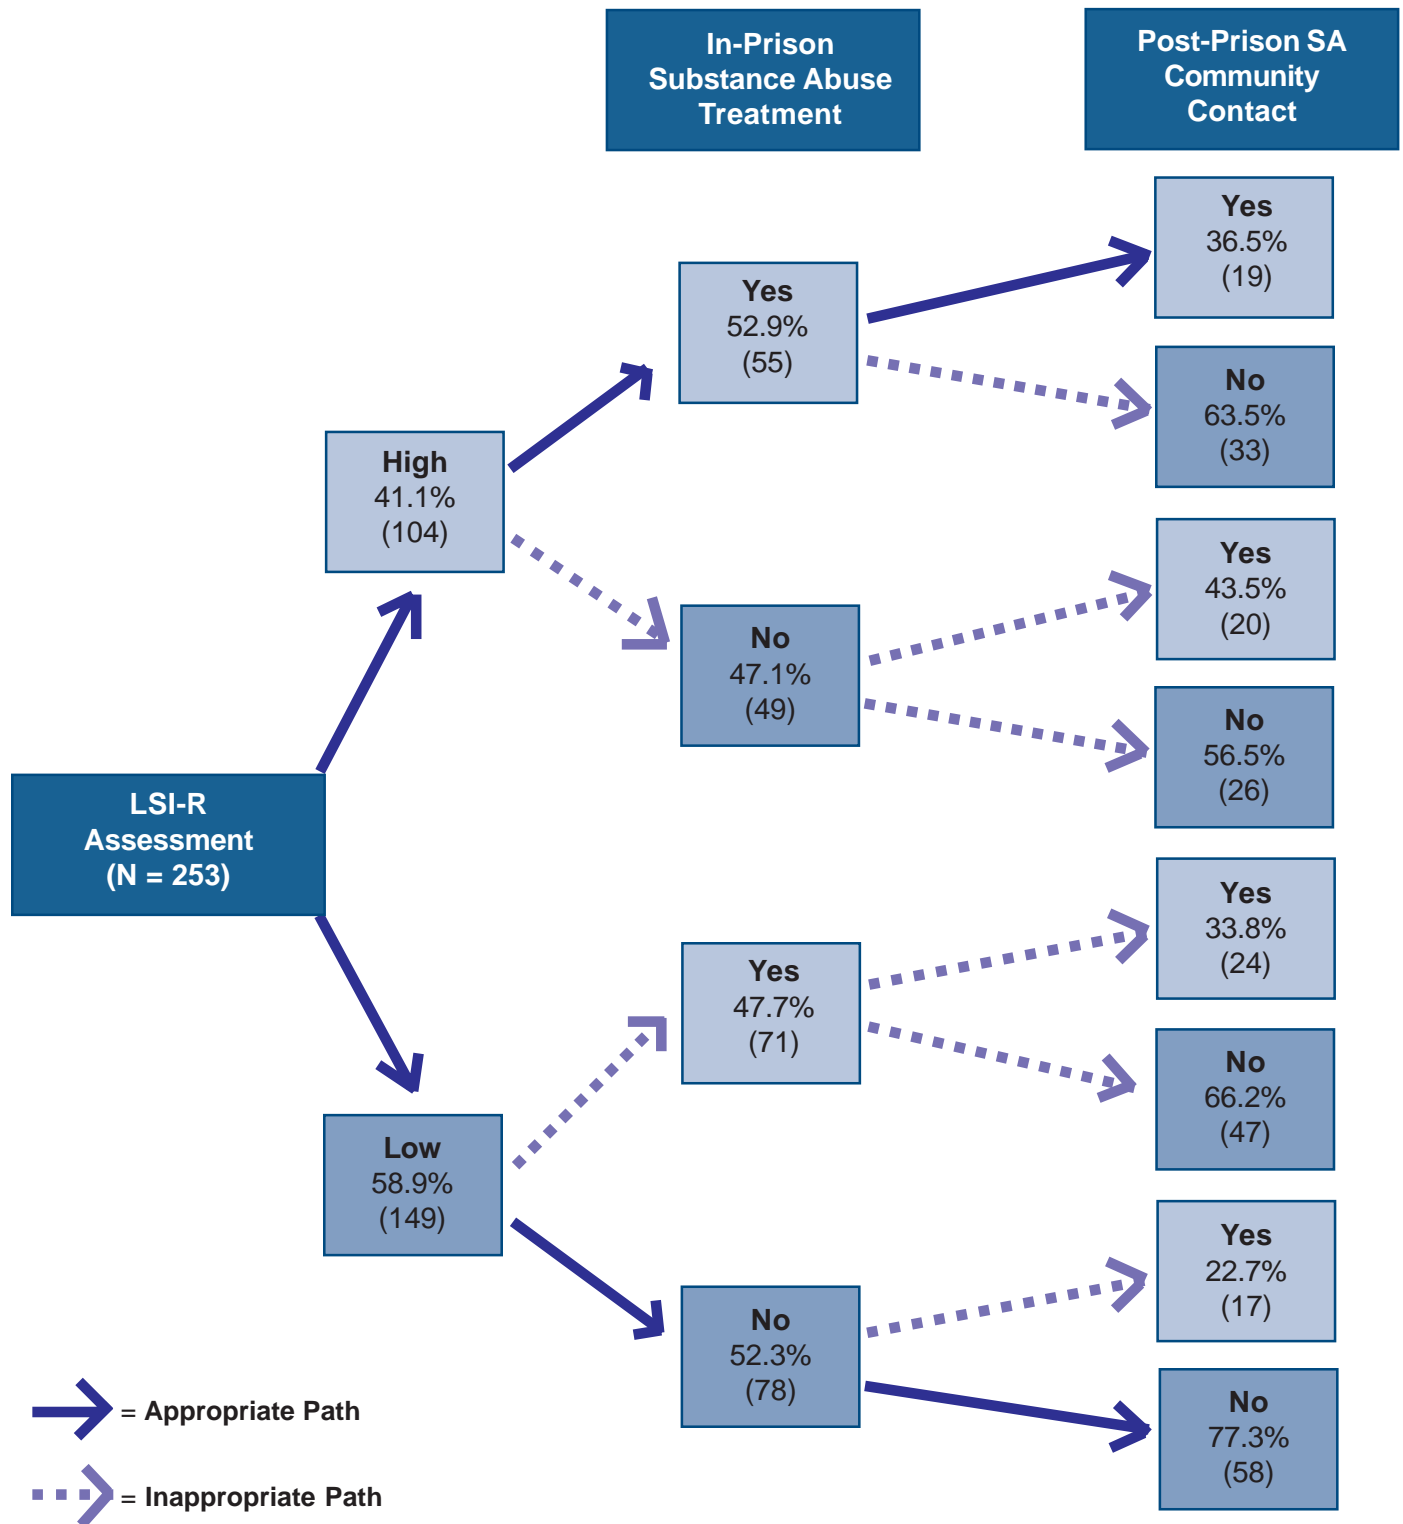 In-Prison
Substance Abuse
Treatment
Post-Prison SA
Community
Contact
Yes
36.5%
(19)
Yes
52.9%
(55)
No
63.5%
(33)
High
41.1%
(104)
Yes
43.5%
(20)
No
47.1%
(49)
No
56.5%
(26)
LSI-R
Assessment
(N = 253)
Yes
33.8%
(24)
Yes
47.7%
(71)
No
66.2%
(47)
Low
58.9%
(149)
Yes
22.7%
(17)
No
52.3%
(78)
No
77.3%
(58)
= Appropriate Path
= Inappropriate Path